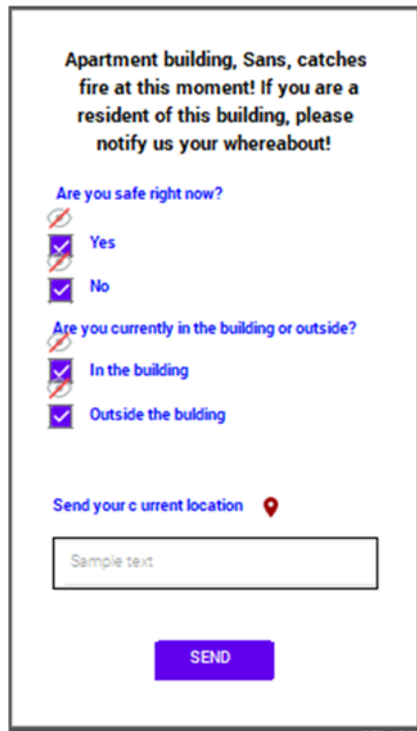 Apartment building, Sans, catches
fire at this moment! If you are a
resident of this building, please
notify us your whereabout!
Are you safe right now?
Yes
No
Are you currently in the building or outside?
In the building
Outside the bulding
Send your c urrent location
Sample text
SEND